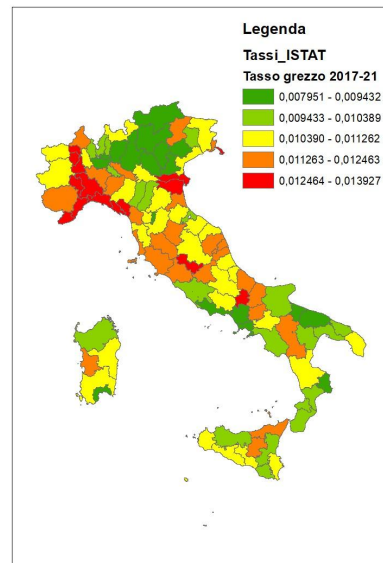 Legenda
Tassi_ISTAT
Tasso grezzo 2017-21
0,007951 - 0,009432
0,009433 - 0,010389
0,010390 - 0,011262
0,011263 - 0,012463
0,012464 - 0,013927